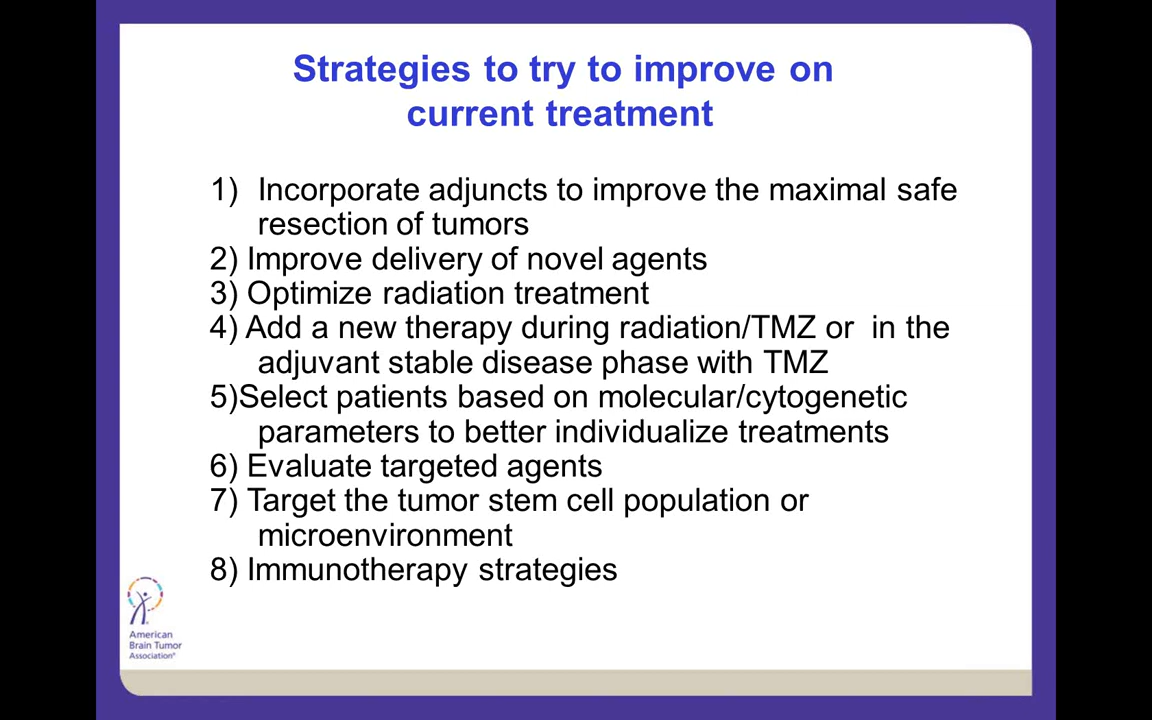 Strategies to try to improve on
current treatment
1) Incorporate adjuncts to improve the maximal safe
resection of tumors
2) Improve delivery of novel agents
3) Optimize radiation treatment
4) Add a new therapy during radiation/TMZ or  in the
adjuvant stable disease phase with TMZ
5)Select patients based on molecular/cytogenetic
parameters to better individualize treatments
6) Evaluate targeted agents
7) Target the tumor stem cell population or
microenvironment
8) Immunotherapy strategies
American
Brain Tumor
Association®